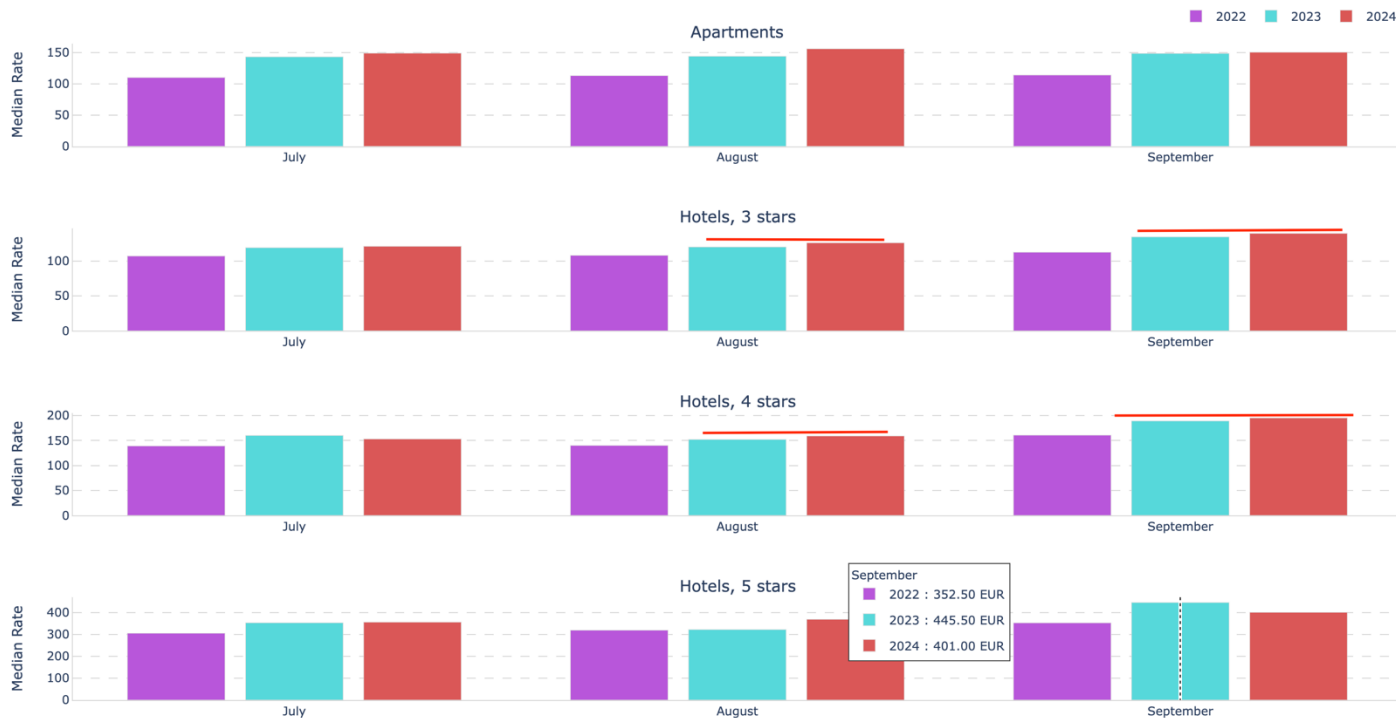 2022 2023 2024
Apartments
Median Rate
150
100
50
0
July August September
Hotels, 3 stars
Median Rate
100
50
0
July August September
Hotels, 4 stars
Median Rate
200
150
100
50
0
July August September
Hotels, 5 stars
Median Rate
400
300
200
100
0
September
2022 : 352.50 EUR
2023 : 445.50 EUR
2024 : 401.00 EUR
July August September